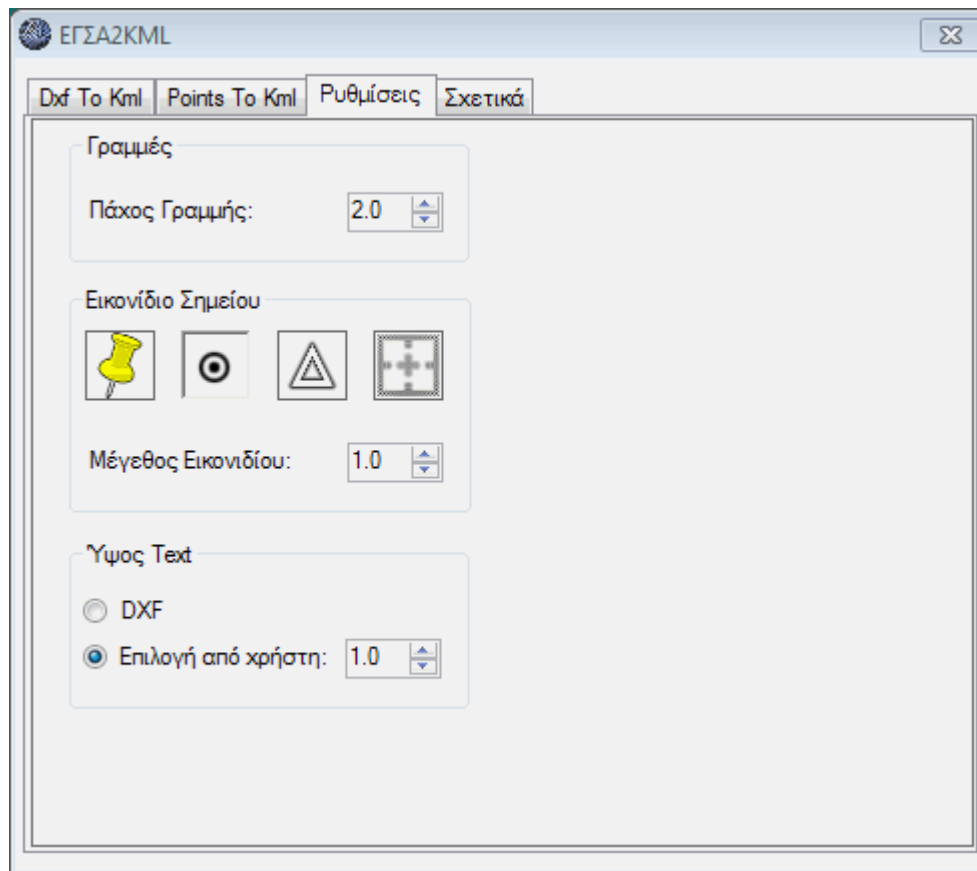 ΕΓΣΑ2KML
Dxf To Kml Points To Kml Ρυθμίσεις Σχετικά
Γραμμές
Πάχος Γραμμής: 2.0
Εικονίδιο Σημείου
Μέγεθος Εικονιδίου: 1.0
Ύψος Text
DXF
Επιλογή από χρήστη: 1.0